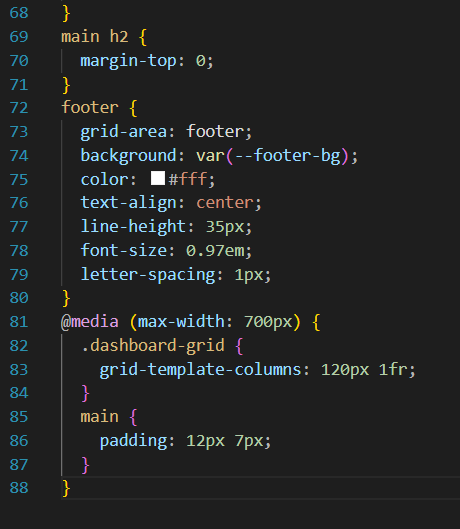 68 }
69 main h2 {
70   margin-top: 0;
71 }
72 footer {
73   grid-area: footer;
74   background: var(--footer-bg);
75   color: #fff;
76   text-align: center;
77   line-height: 35px;
78   font-size: 0.97em;
79   letter-spacing: 1px;
80 }
81 @media (max-width: 700px) {
82   .dashboard-grid {
83     grid-template-columns: 120px 1fr;
84   }
85   main {
86     padding: 12px 7px;
87   }
88 }